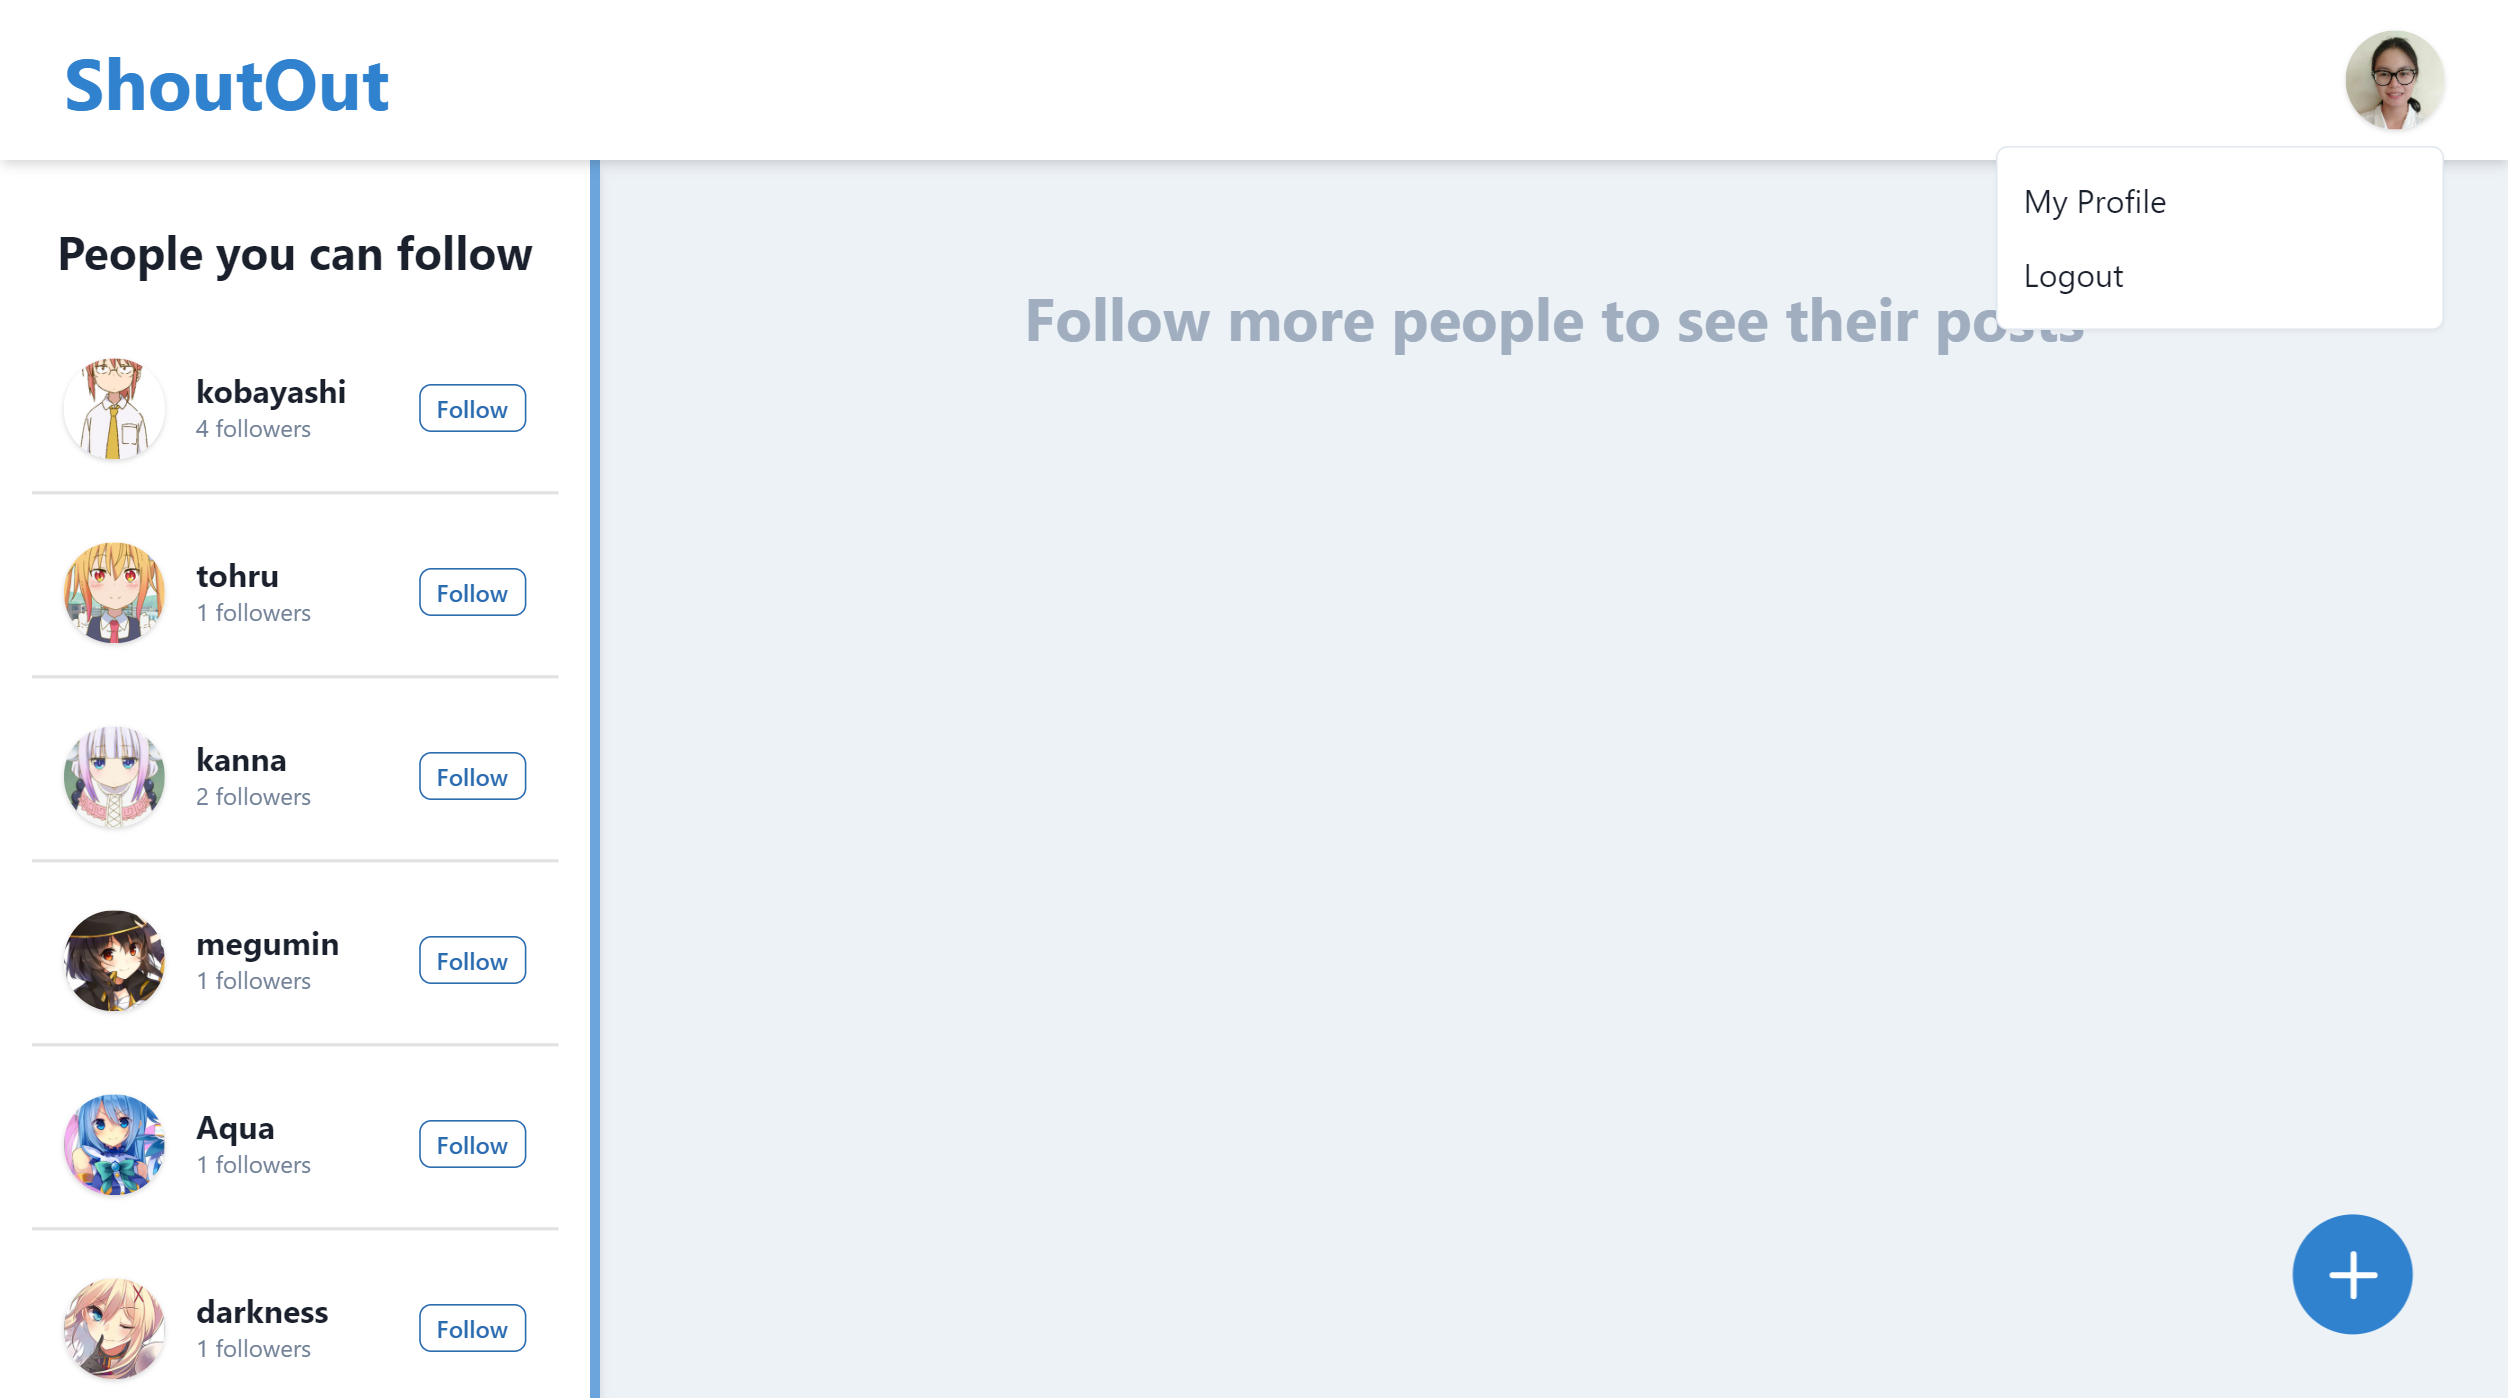 ShoutOut
My Profile
Logout
People you can follow
Follow more people to see their posts
kobayashi
4 followers
Follow
tohru
1 followers
Follow
kanna
2 followers
Follow
megumin
1 followers
Follow
Aqua
1 followers
Follow
darkness
1 followers
Follow